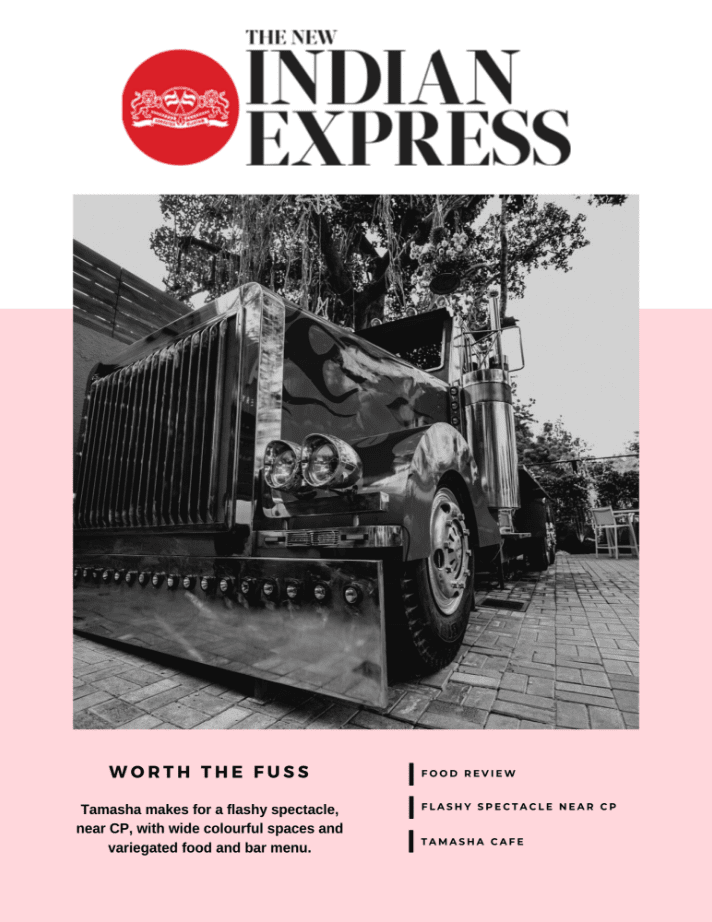 THE NEW
INDIAN
EXPRESS
WORTH THE FUSS
Tamasha makes for a flashy spectacle,
near CP, with wide colourful spaces and
variegated food and bar menu.
FOOD REVIEW
FLASHY SPECTACLE NEAR CP
TAMASHA CAFE